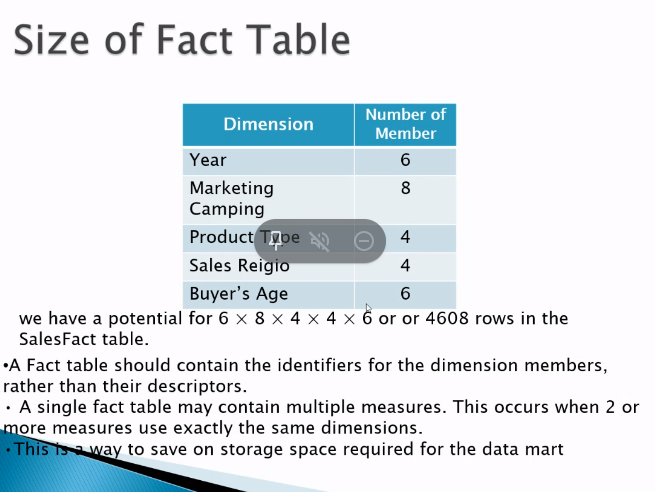 Size of Fact Table
Dimension Number of Member
Year 6
Marketing Camping 8
Product Type 4
Sales Reigio 4
Buyer's Age 6
we have a potential for 6 × 8 × 4 × 4 × 6 or or 4608 rows in the
SalesFact table.
•A Fact table should contain the identifiers for the dimension members,
rather than their descriptors.
• A single fact table may contain multiple measures. This occurs when 2 or
more measures use exactly the same dimensions.
•This is a way to save on storage space required for the data mart